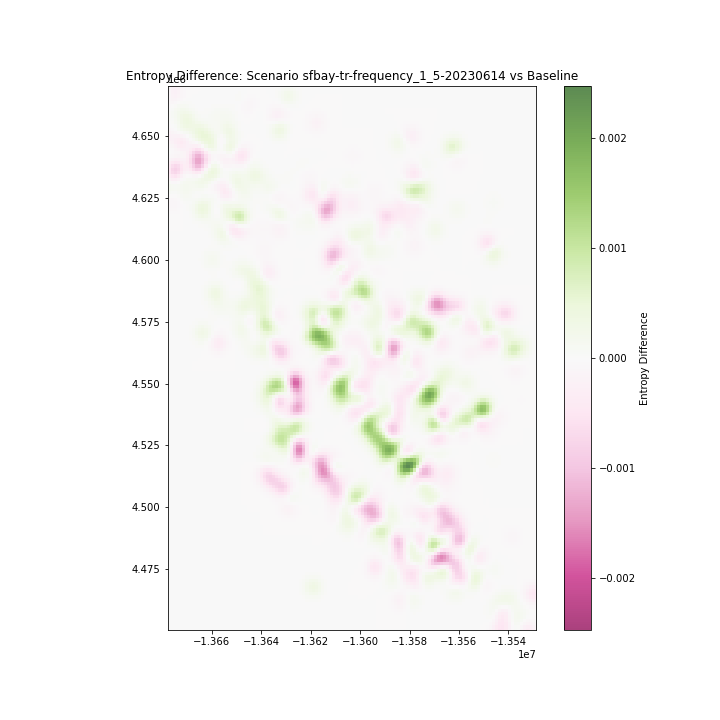 Entropy Difference: Scenario sfbay-tr-frequency_1_5-20230614 vs Baseline
1e6
4.650
4.625
4.600
4.575
4.550
4.525
4.500
4.475
−1.366 −1.364 −1.362 −1.360 −1.358 −1.356 −1.354
1e7
0.002
0.001
0.000
−0.001
−0.002
Entropy Difference